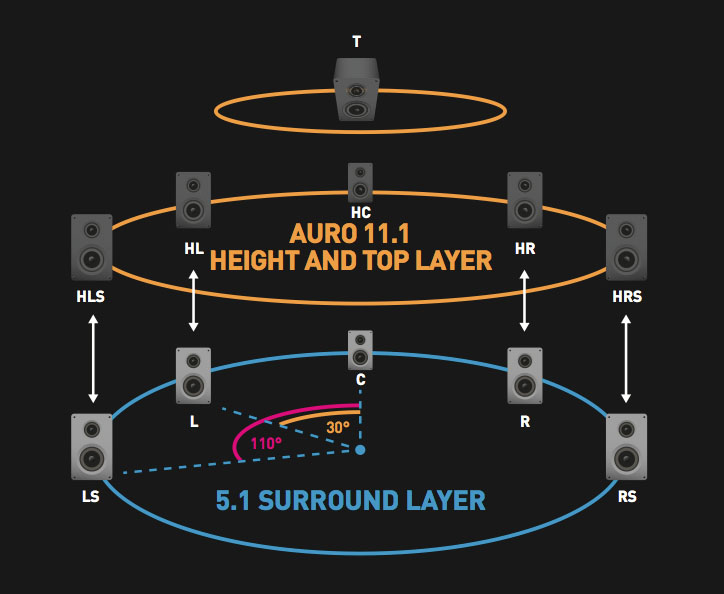 T
HC
HL
HR
AURO 11.1
HEIGHT AND TOP LAYER
HLS
HRS
C
L
R
30°
110°
LS
RS
5.1 SURROUND LAYER